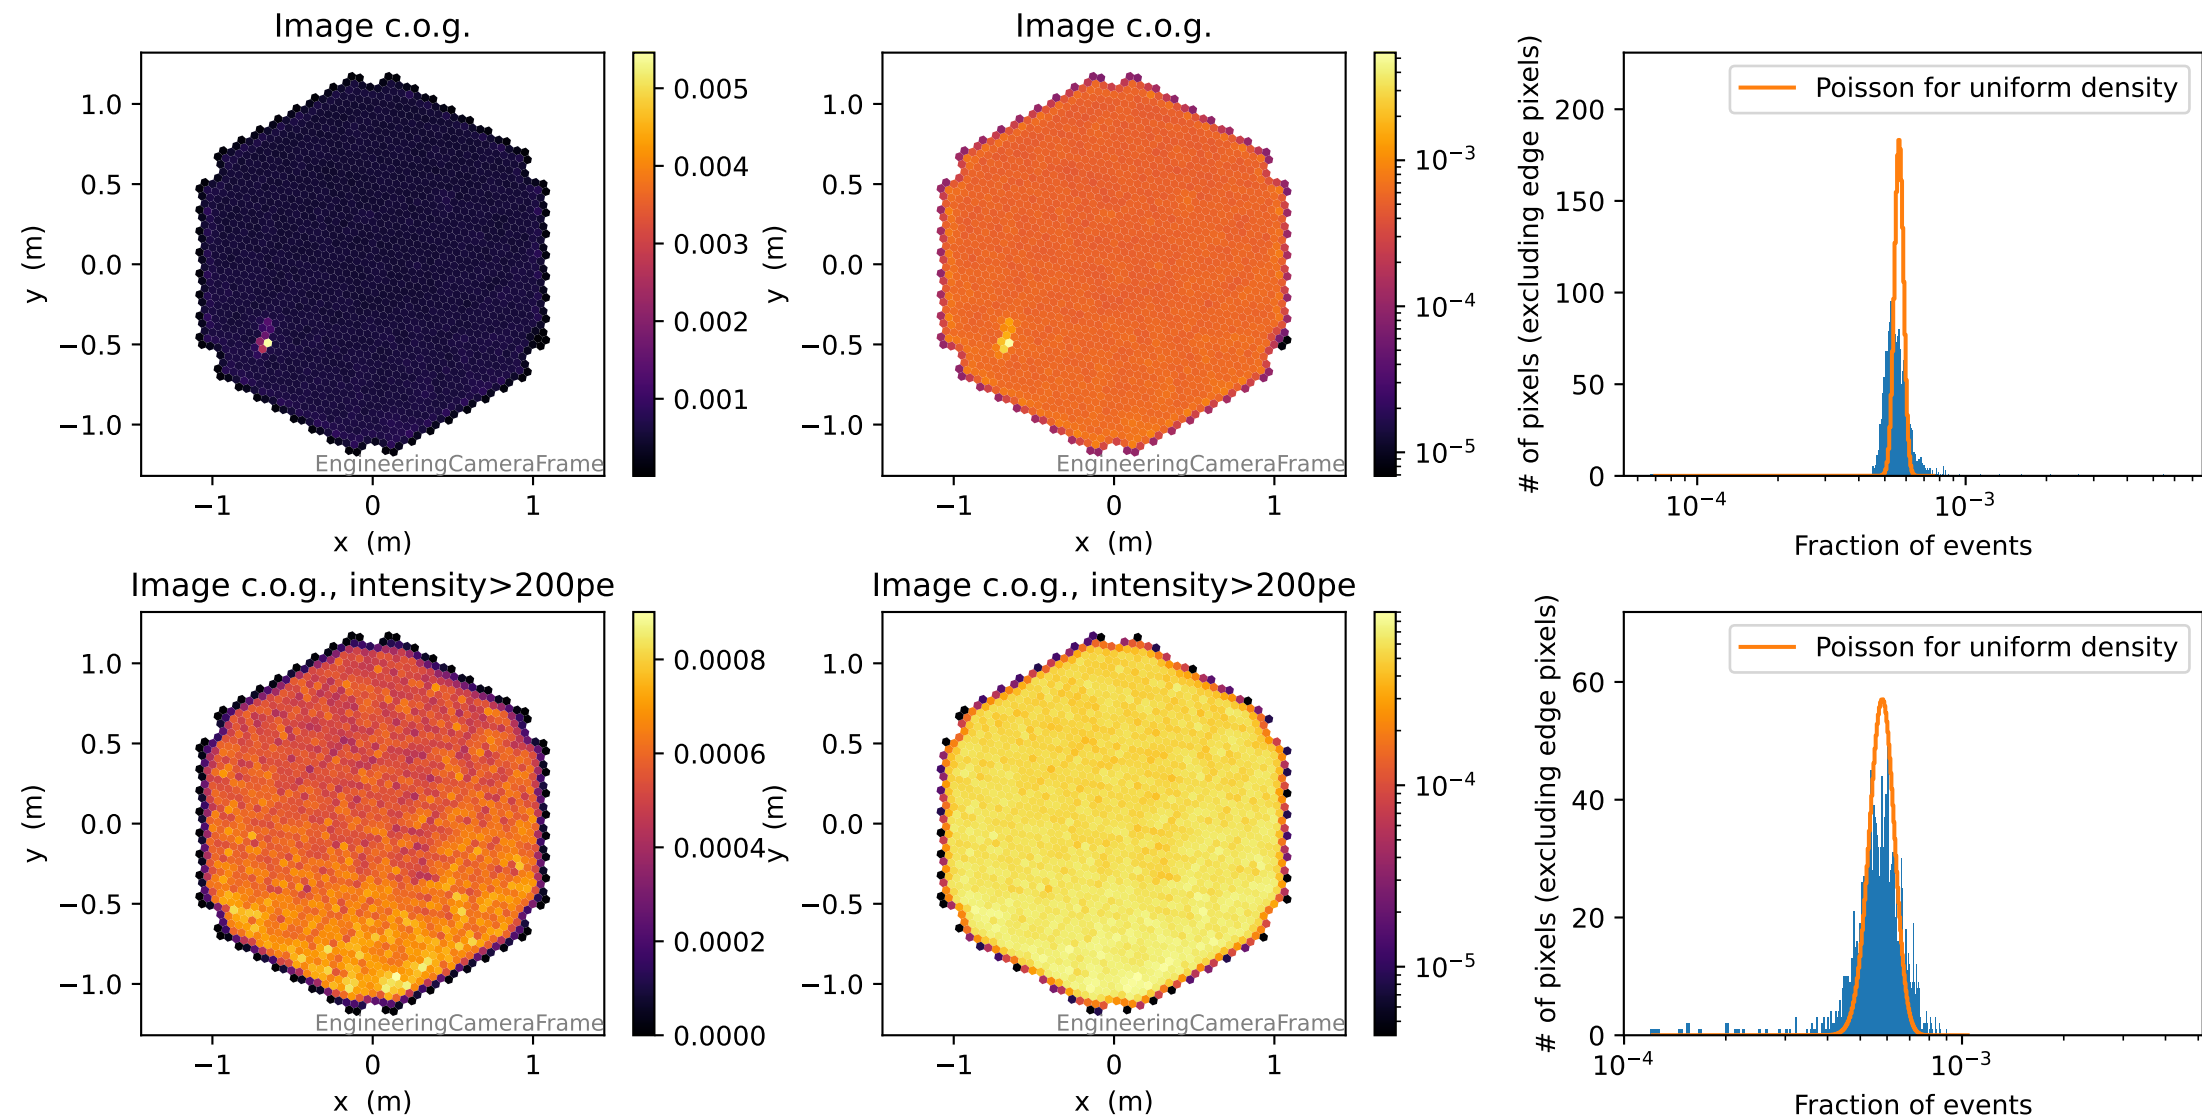 Image c.o.g.
1.0
0.5
0.0
−0.5
−1.0
y (m)
−1
0
1
x (m)
EngineeringCameraFrame
0.005
0.004
0.003
0.002
0.001
Image c.o.g.
1.0
0.5
0.0
−0.5
−1.0
y (m)
−1
0
1
x (m)
EngineeringCameraFrame
10⁻³
10⁻⁴
10⁻⁵
Poisson for uniform density
# of pixels (excluding edge pixels)
200
150
100
50
0
10⁻⁴
10⁻³
Fraction of events
Image c.o.g., intensity>200pe
1.0
0.5
0.0
−0.5
−1.0
y (m)
−1
0
1
x (m)
EngineeringCameraFrame
0.0008
0.0006
0.0004
0.0002
0.0000
Image c.o.g., intensity>200pe
1.0
0.5
0.0
−0.5
−1.0
y (m)
−1
0
1
x (m)
EngineeringCameraFrame
10⁻⁴
10⁻⁵
Poisson for uniform density
# of pixels (excluding edge pixels)
60
40
20
0
10⁻⁴
10⁻³
Fraction of events